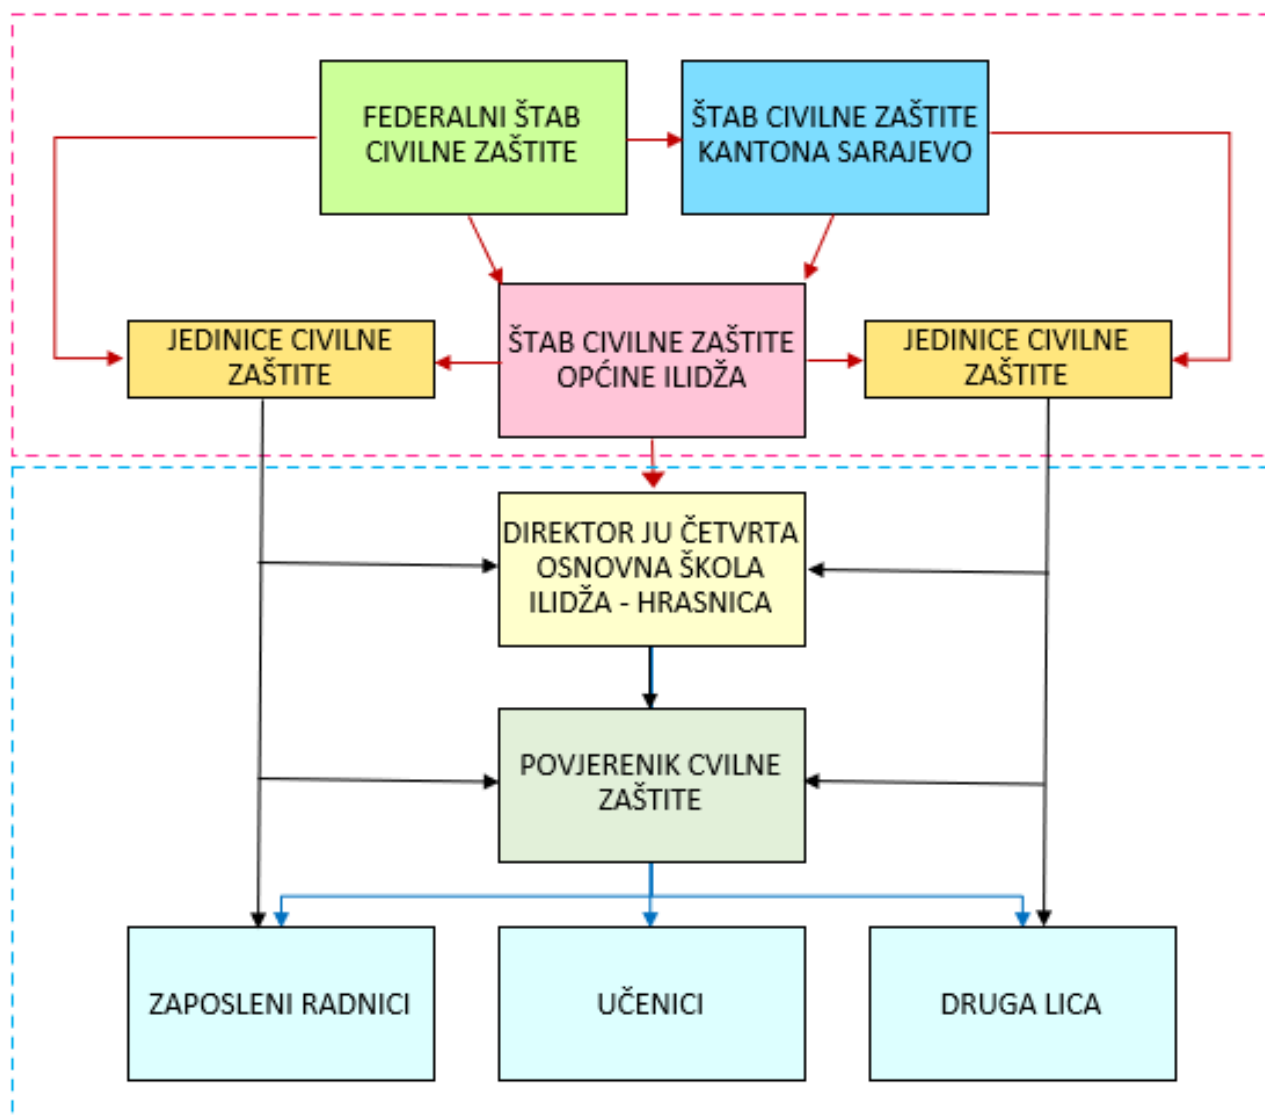 FEDERALNI ŠTAB
CIVILNE ZAŠTITE
ŠTAB CIVILNE ZAŠTITE
KANTONA SARAJEVO
JEDINICE CIVILNE
ZAŠTITE
ŠTAB CIVILNE ZAŠTITE
OPĆINE ILIDŽA
JEDINICE CIVILNE
ZAŠTITE
DIREKTOR JU ČETVRTA
OSNOVNA ŠKOLA
ILIDŽA - HRASNICA
POVJERENIK CVILNE
ZAŠTITE
ZAPOSLENI RADNICI
UČENICI
DRUGA LICA